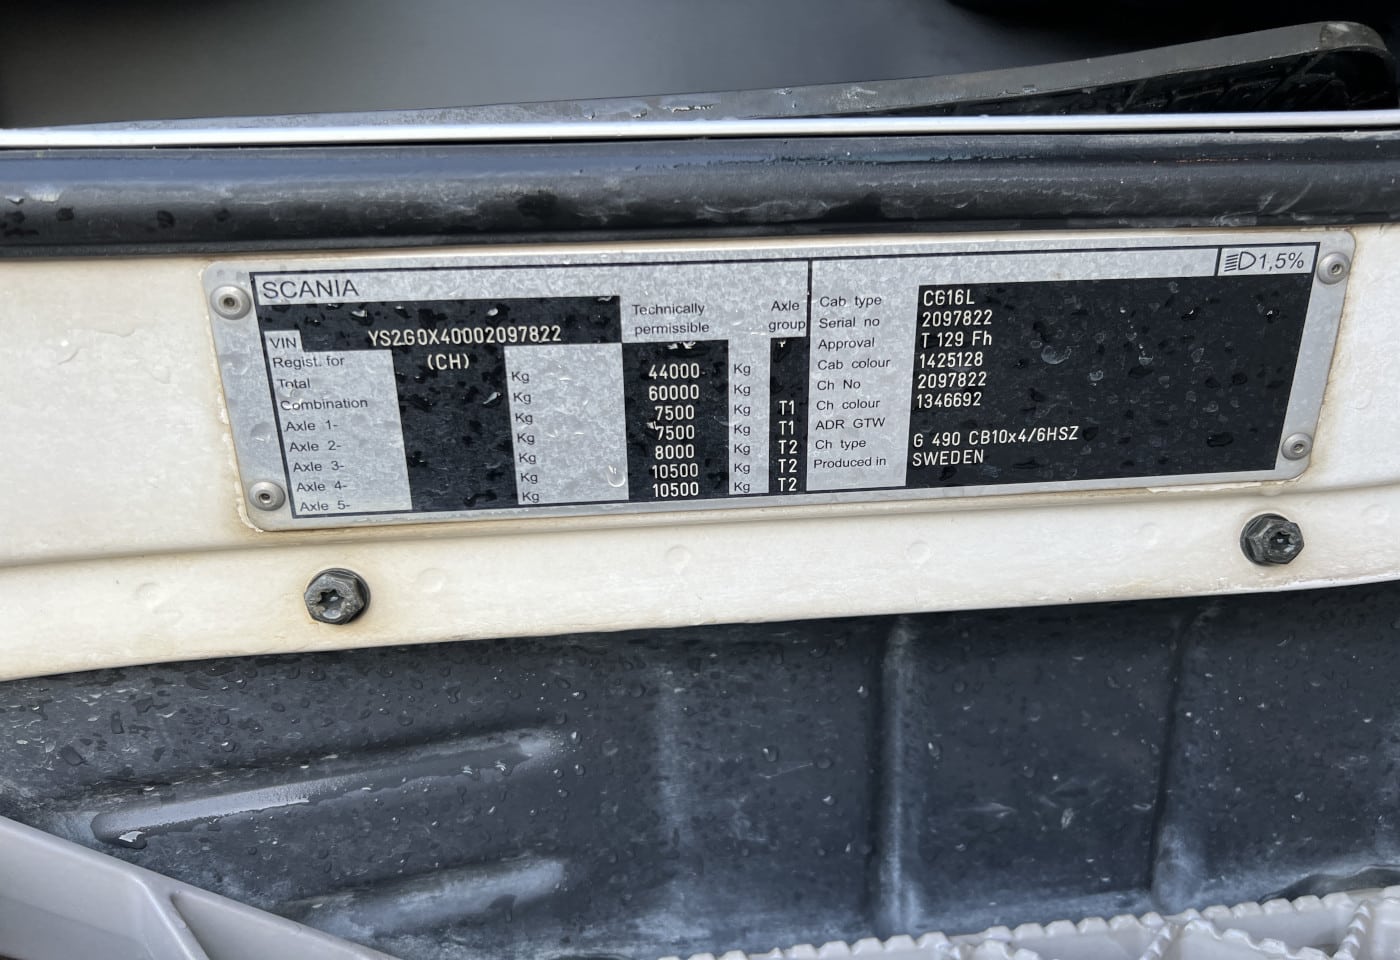 SCANIA
1,5%
VIN YS2G0X40002097822
Technically permissible
Axle group
Regist. for (CH)
Total Kg 44000 Kg
Combination Kg 60000 Kg
Axle 1- Kg 7500 Kg T1
Axle 2- Kg 7500 Kg T1
Axle 3- Kg 8000 Kg T2
Axle 4- Kg 10500 Kg T2
Axle 5- Kg 10500 Kg T2
Cab type CG16L
Serial no 2097822
Approval T 129 Fh
Cab colour 1425128
Ch No 2097822
Ch colour 1346692
ADR GTW
Ch type G 490 CB10x4/6HSZ
Produced in SWEDEN